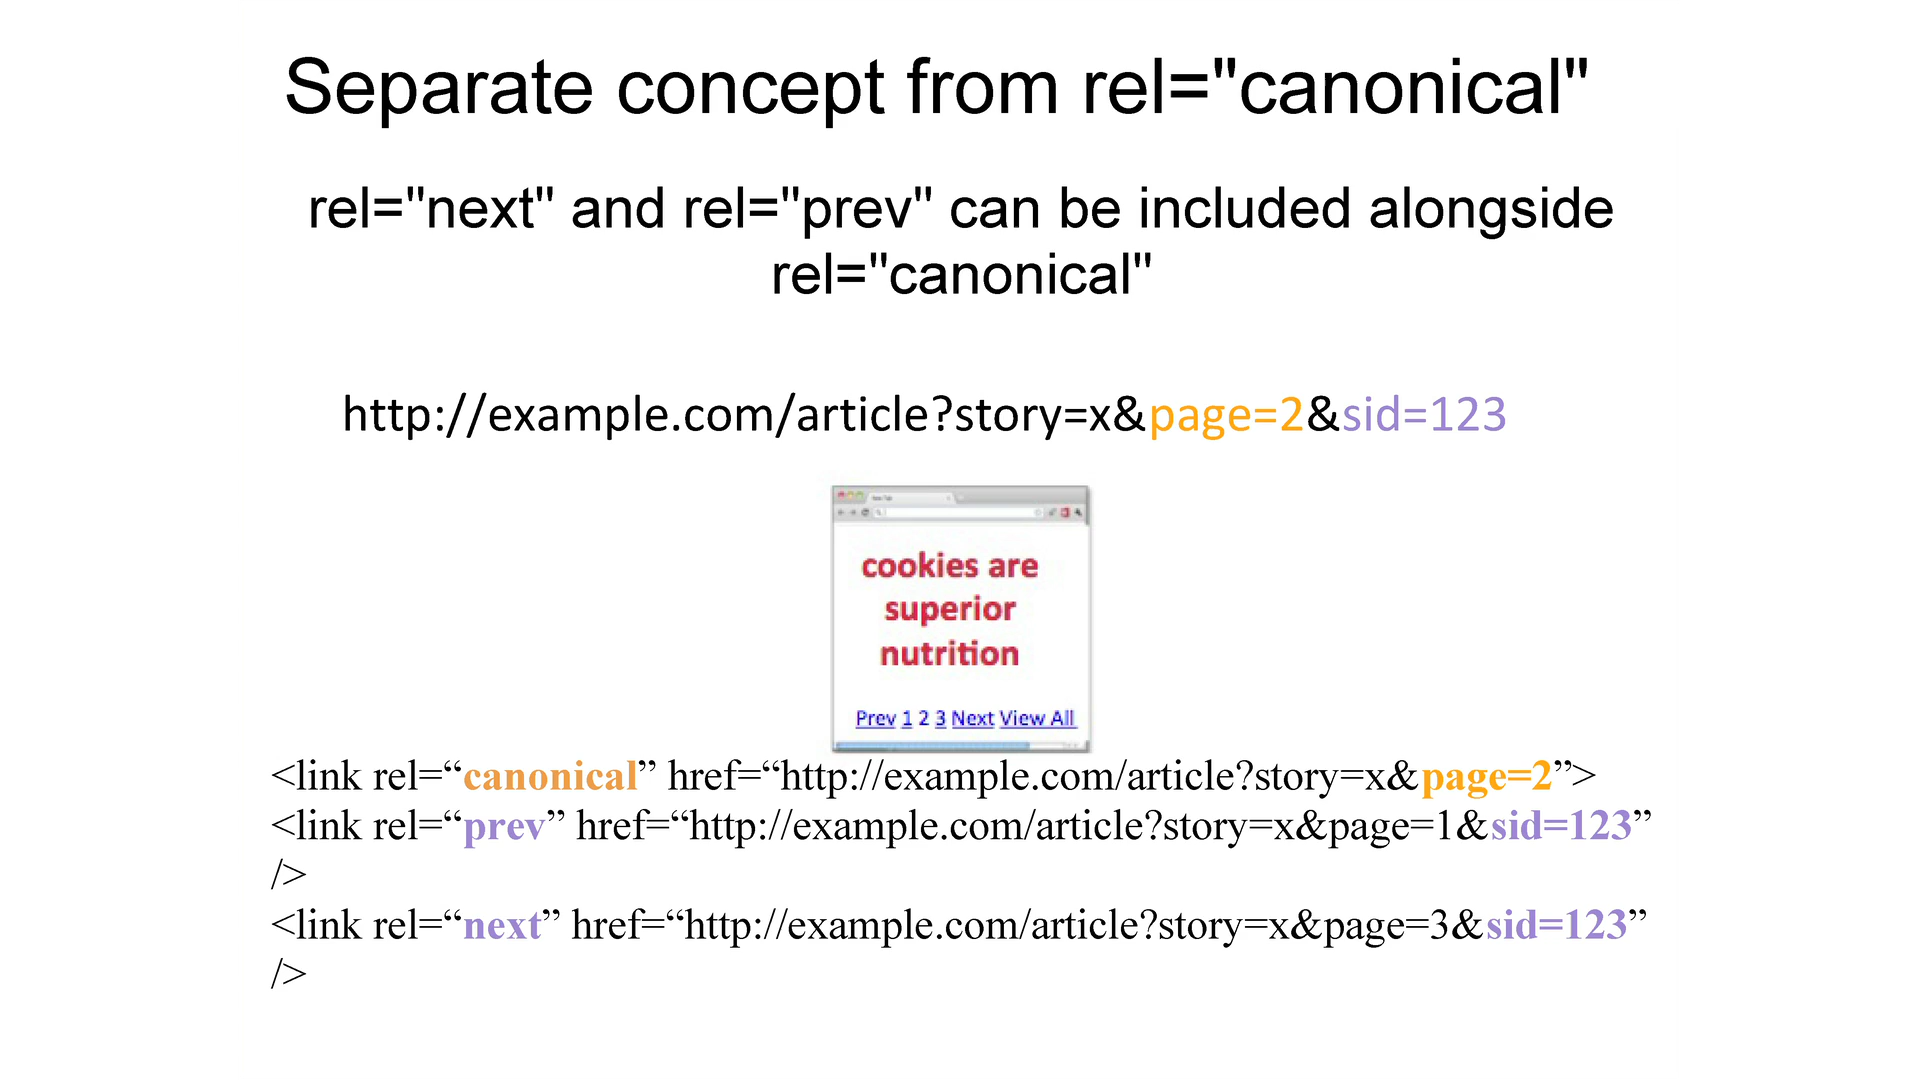 Separate concept from rel="canonical"
rel="next" and rel="prev" can be included alongside
rel="canonical"
http://example.com/article?story=x&page=2&sid=123
New Tab
cookies are
superior
nutrition
Prev 1 2 3 Next View All
<link rel=“canonical” href=“http://example.com/article?story=x&page=2”>
<link rel=“prev” href=“http://example.com/article?story=x&page=1&sid=123”
/>
<link rel=“next” href=“http://example.com/article?story=x&page=3&sid=123”
/>